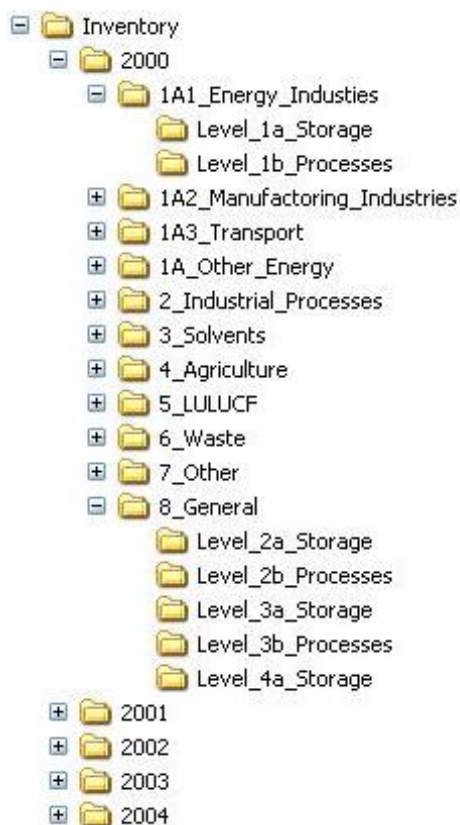 Inventory
2000
1A1_Energy_Industies
Level_1a_Storage
Level_1b_Processes
1A2_Manufactoring_Industries
1A3_Transport
1A_Other_Energy
2_Industrial_Processes
3_Solvents
4_Agriculture
5_LULUCF
6_Waste
7_Other
8_General
Level_2a_Storage
Level_2b_Processes
Level_3a_Storage
Level_3b_Processes
Level_4a_Storage
2001
2002
2003
2004